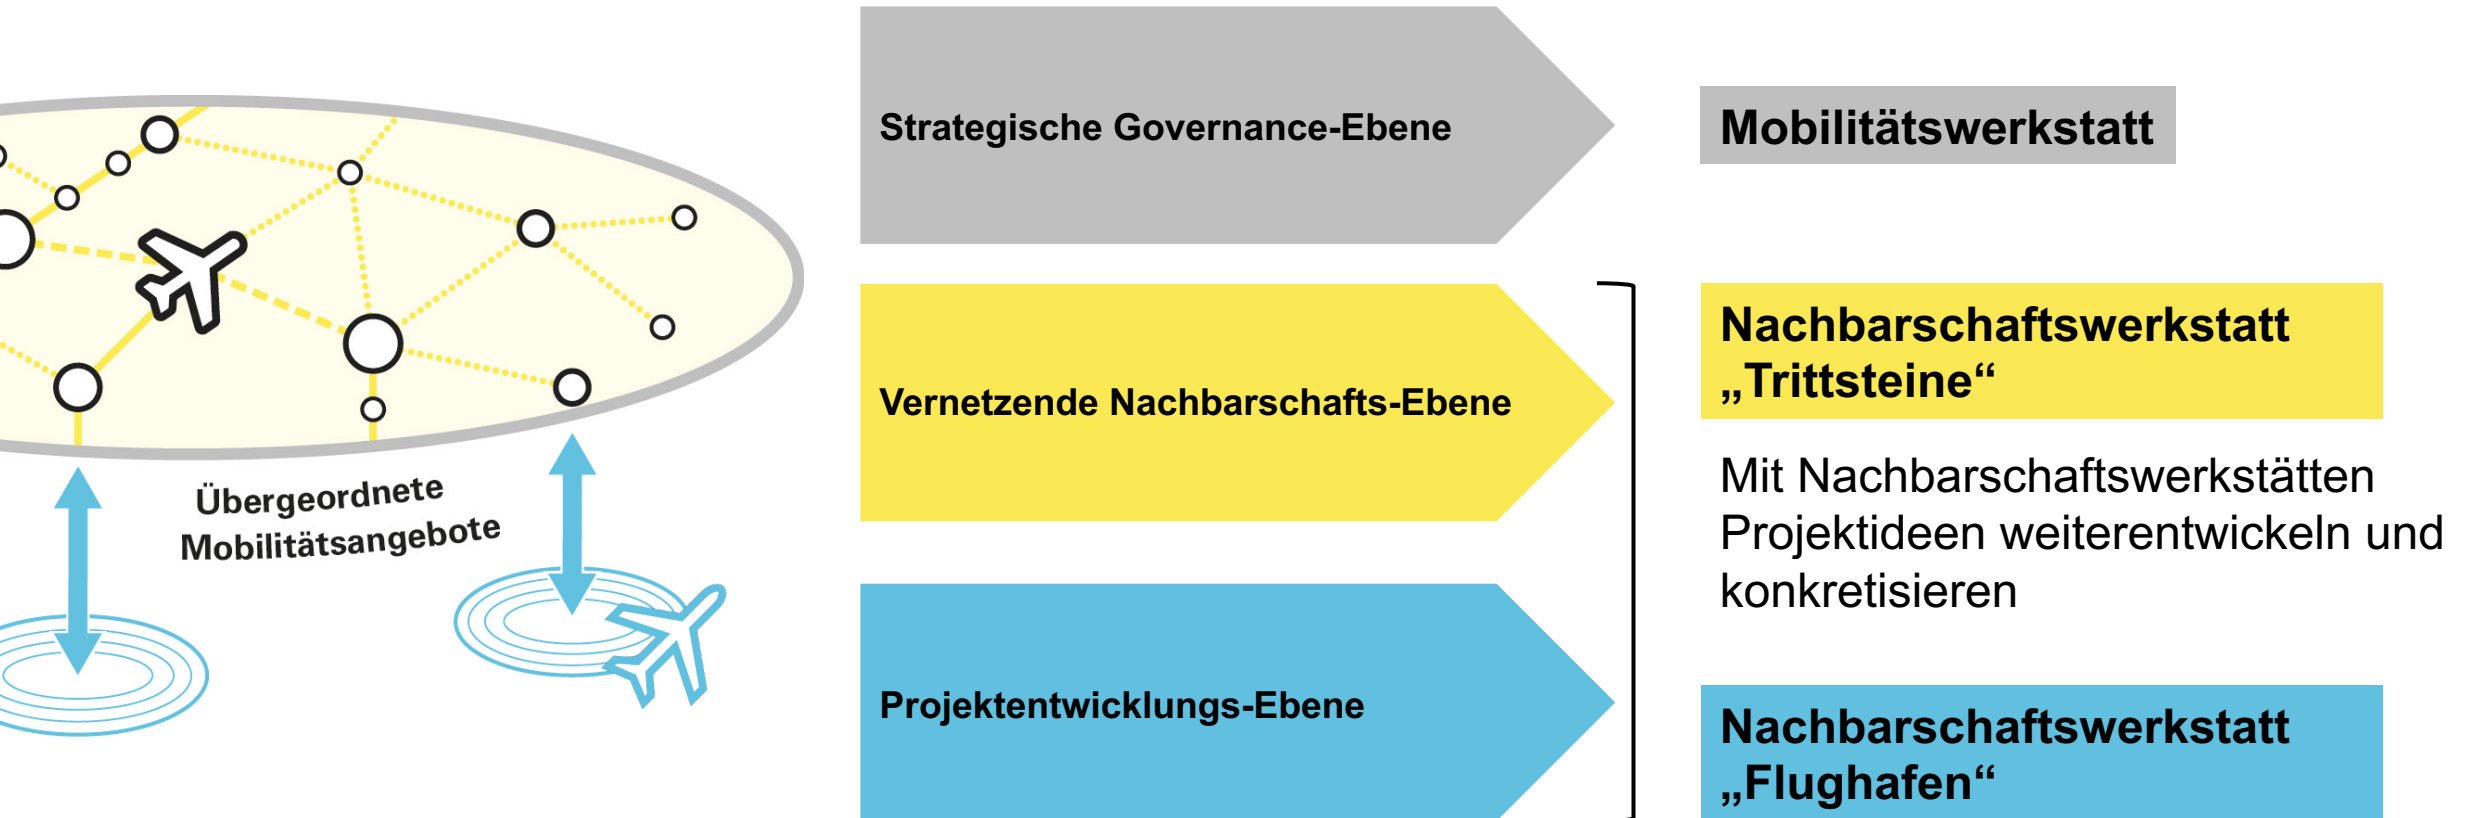 Übergeordnete
Mobilitätsangebote
Strategische Governance-Ebene
Mobilitätswerkstatt
Vernetzende Nachbarschafts-Ebene
Nachbarschaftswerkstatt
„Trittsteine“
Mit Nachbarschaftswerkstätten
Projektideen weiterentwickeln und
konkretisieren
Projektentwicklungs-Ebene
Nachbarschaftswerkstatt
„Flughafen“